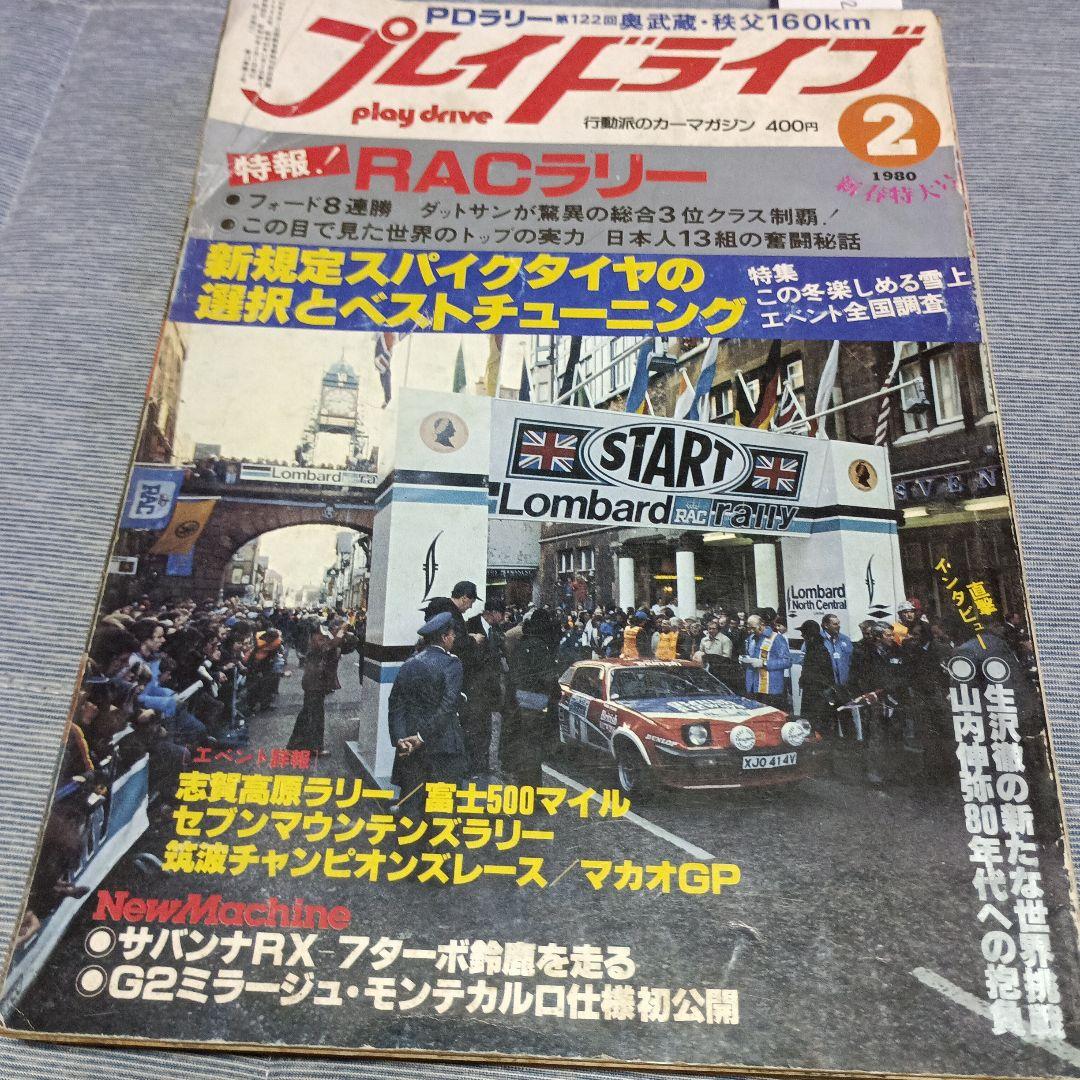 PDラリー第122回奥武蔵・秩父160km
プレイドライブ
play drive
行動派のカーマガジン 400円
2
1980
新春特大号
特報! RACラリー
●フォード8連勝 ダットサンが驚異の総合3位クラス制覇!
●この目で見た世界のトップの実力/日本人13組の奮闘秘話
新規定スパイクタイヤの
選択とベストチューニング
特集
この冬楽しめる雪上
エベント全国調査
START
Lombard RAC rally
Lombard
SVEN
Lombard
North Central
DUNLOP
XJO 414V
直撃
インタビュー
●生沢徹の新たな世界挑戦
●山内伸弥80年代への抱負
[エベント詳報]
志賀高原ラリー/富士500マイル
セブンマウンテンズラリー
筑波チャンピオンズレース/マカオGP
New Machine
●サバンナRX-7ターボ鈴鹿を走る
●G2ミラージュ・モンテカルロ仕様初公開